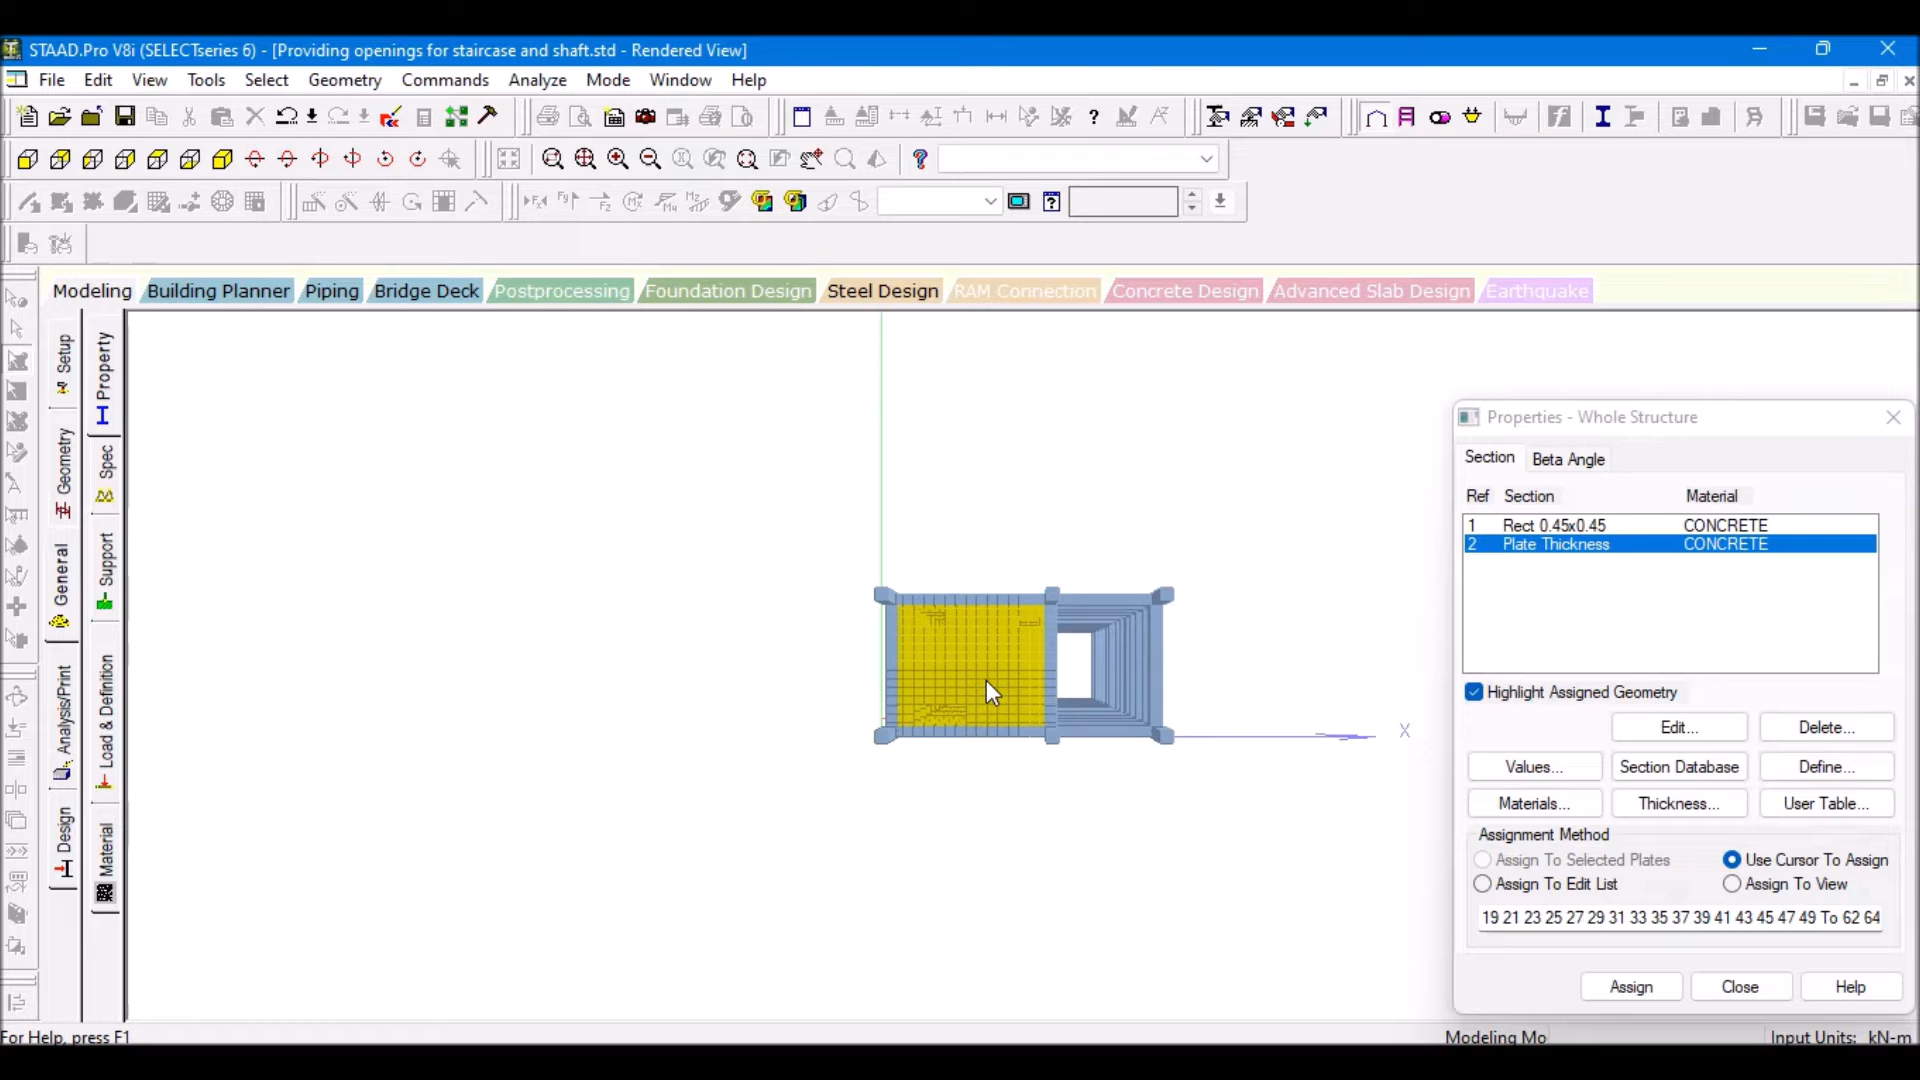 STAAD.Pro V8i (SELECTseries 6) - [Providing openings for staircase and shaft.std - Rendered View]
File Edit View Tools Select Geometry Commands Analyze Mode Window Help
Modeling Building Planner Piping Bridge Deck Postprocessing Foundation Design Steel Design RAM Connection Concrete Design Advanced Slab Design Earthquake
Setup
Geometry
General
Analysis/Print
Design
Property
Spec
Support
Load & Definition
Material
X
Properties - Whole Structure
Section Beta Angle
Ref Section Material
1 Rect 0.45x0.45 CONCRETE
2 Plate Thickness CONCRETE
Highlight Assigned Geometry
Edit... Delete...
Values... Section Database Define...
Materials... Thickness... User Table...
Assignment Method
Assign To Selected Plates Use Cursor To Assign
Assign To Edit List Assign To View
19 21 23 25 27 29 31 33 35 37 39 41 43 45 47 49 To 62 64
Assign Close Help
For Help, press F1 Modeling Mo Input Units: kN-m